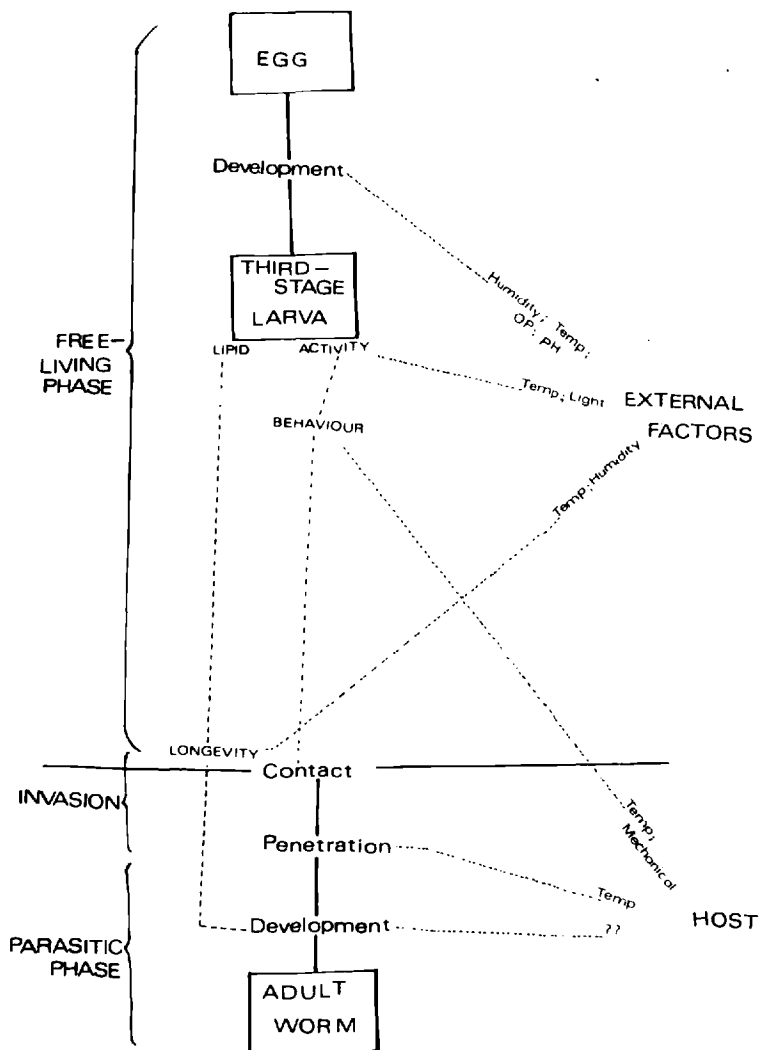 EGG
Development
Humidity; Temp;
OP; PH
THIRD-
STAGE
LARVA
LIPID ACTIVITY
FREE-
LIVING
PHASE
Temp; Light
EXTERNAL
FACTORS
BEHAVIOUR
Temp; Humidity
LONGEVITY
Contact
INVASION
Temp;
Mechanical
Penetration
Temp
HOST
Development
??
PARASITIC
PHASE
ADULT
WORM